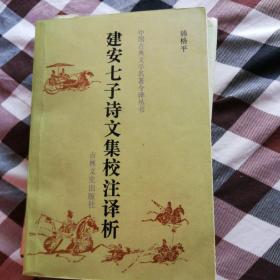 韩格平
中国古典文学名著今译丛书
建安七子诗文集校注译析
吉林文史出版社